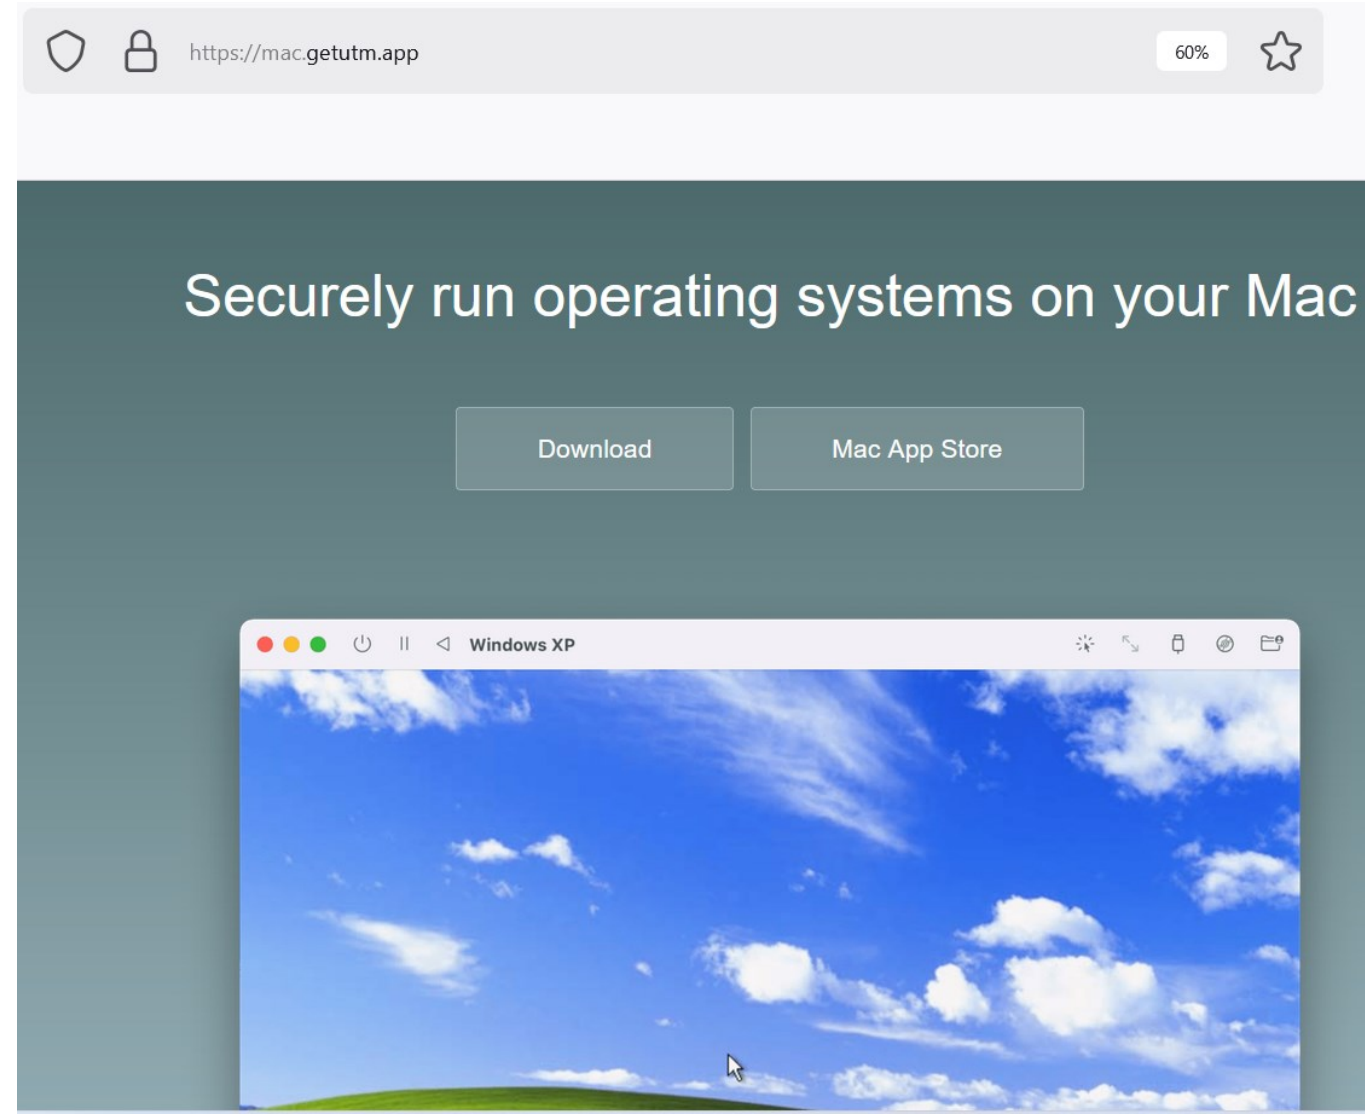 https://mac.getutm.app
60%
Securely run operating systems on your Mac
Download
Mac App Store
Windows XP